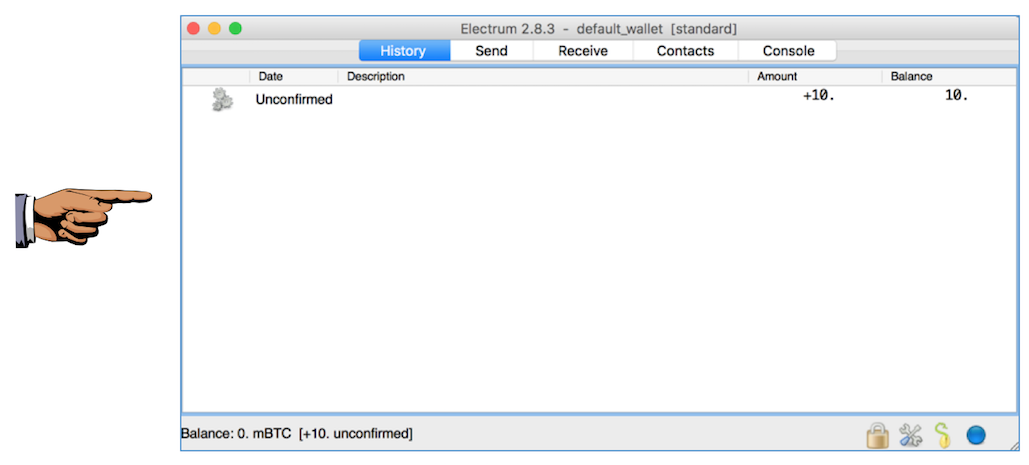 Electrum 2.8.3 - default_wallet [standard]
History Send Receive Contacts Console
Date Description Amount Balance
Unconfirmed +10. 10.
Balance: 0. mBTC [+10. unconfirmed]